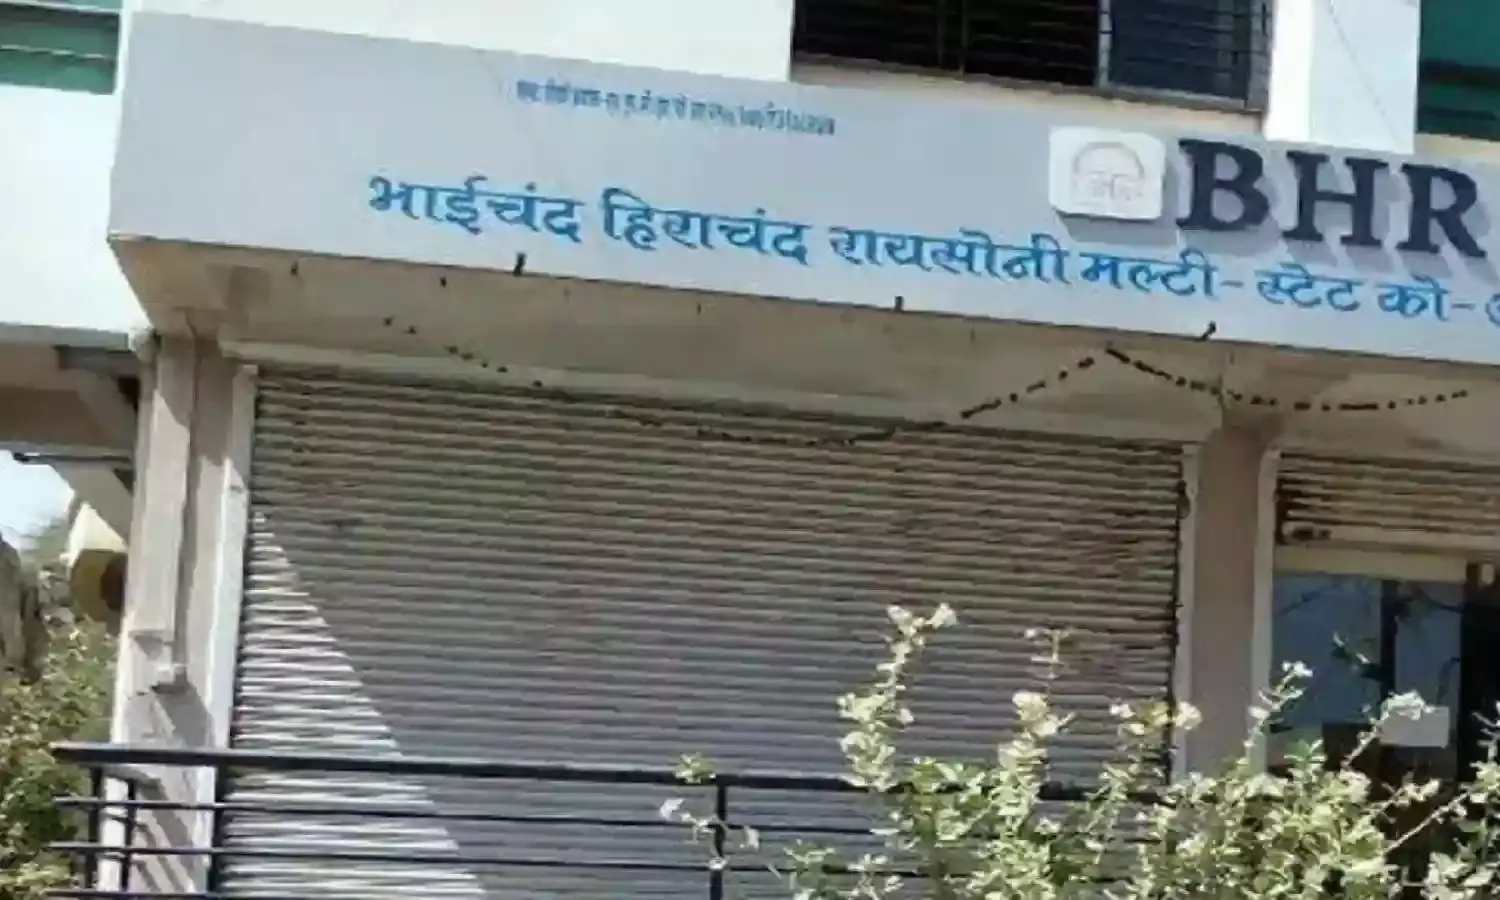 BHR
भाईचंद हिराचंद रायसोनी मल्टी-स्टेट को-